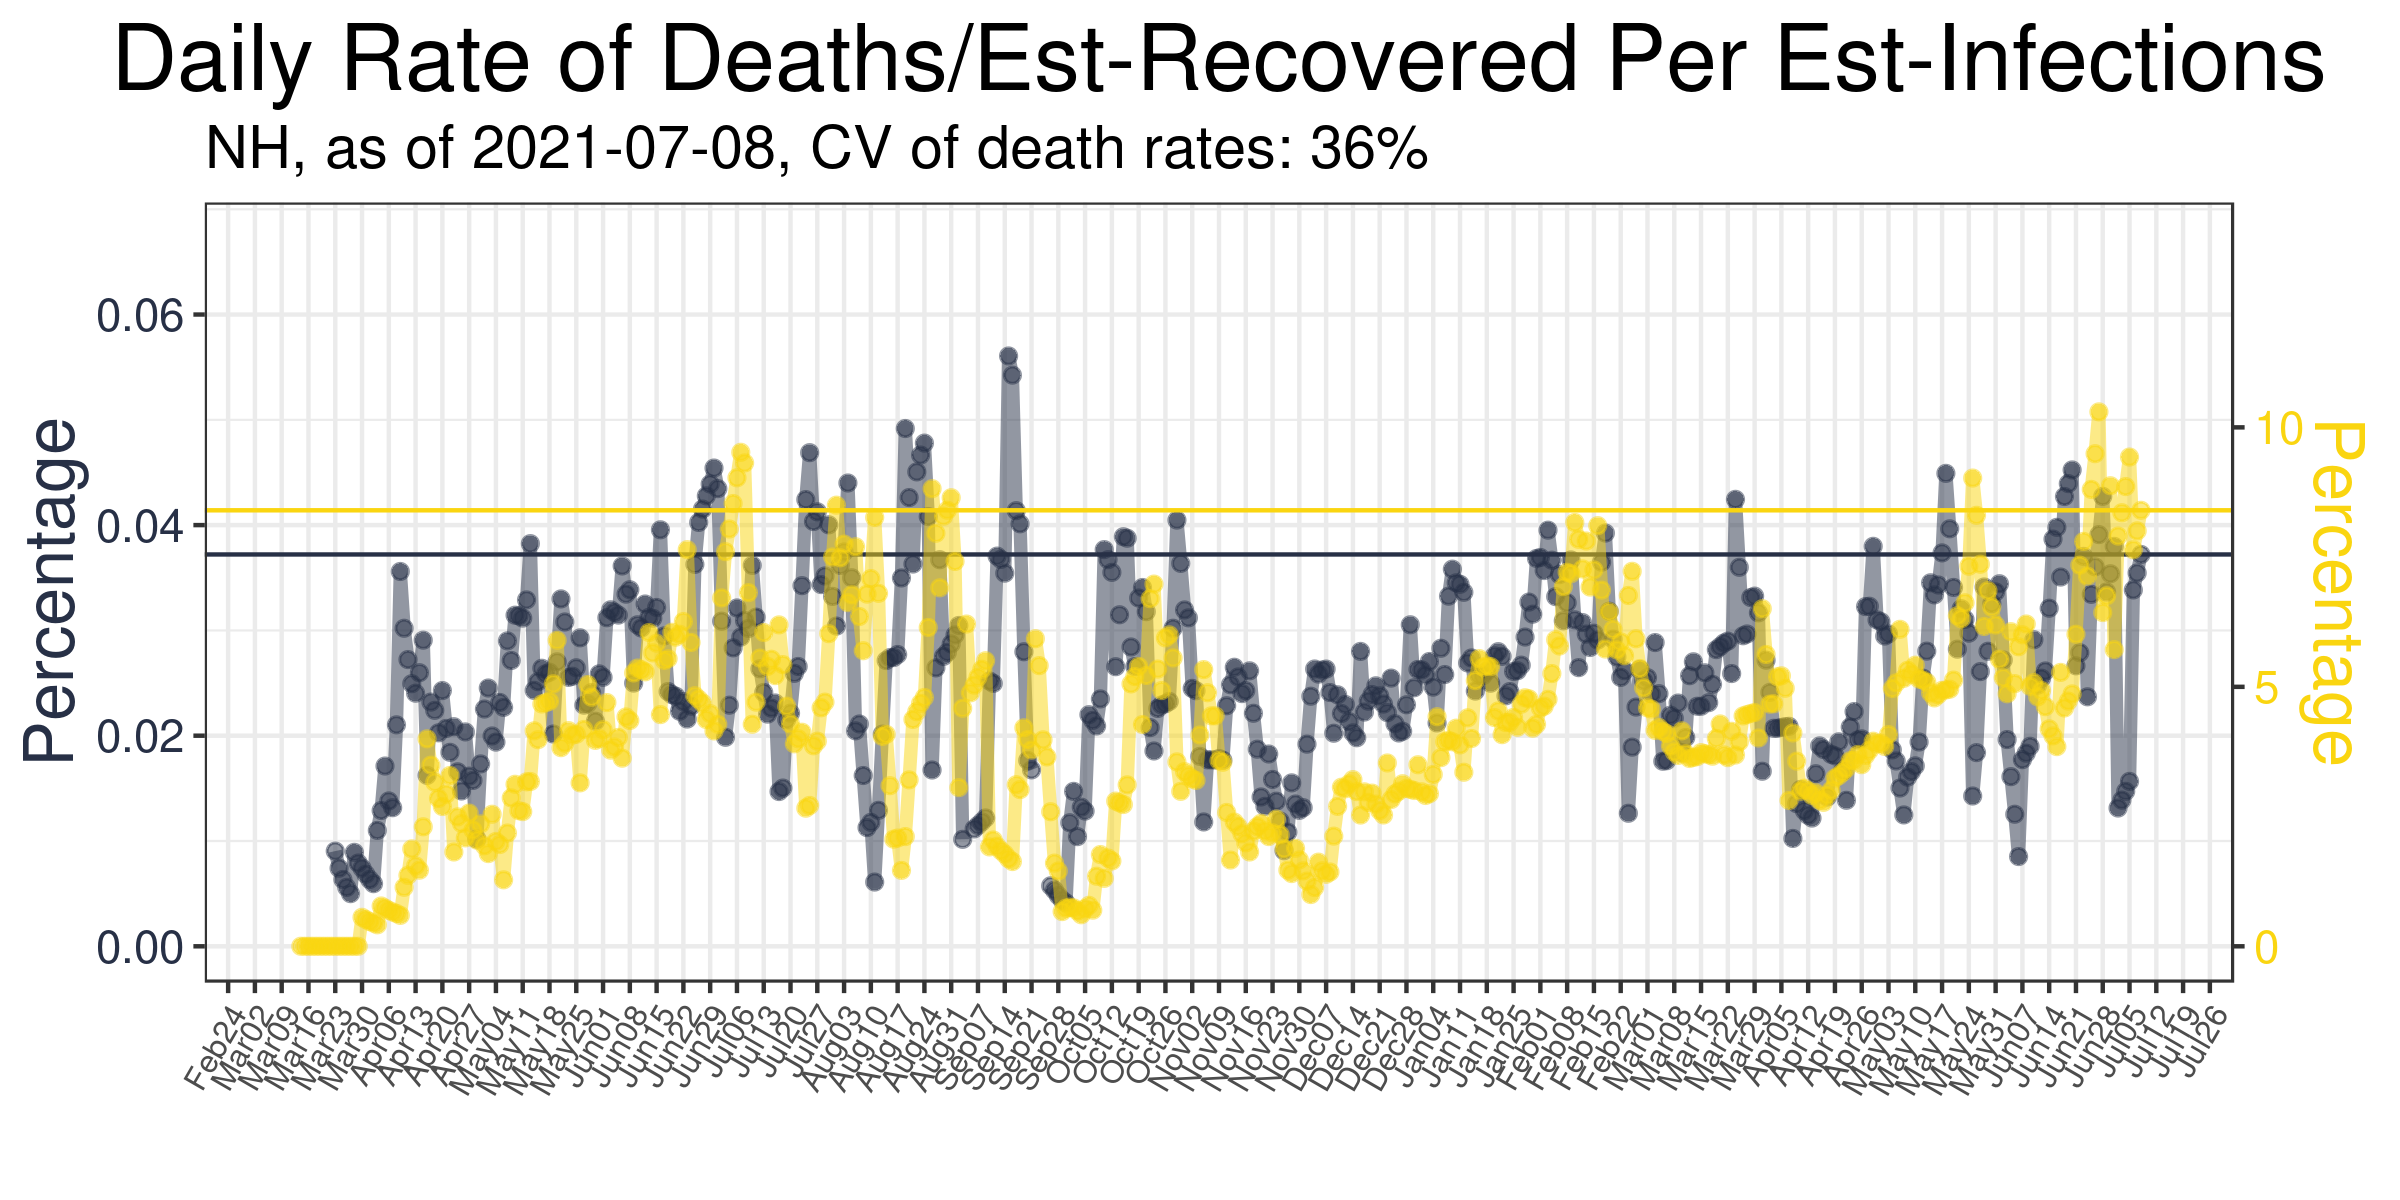 Daily Rate of Deaths/Est-Recovered Per Est-Infections
NH, as of 2021-07-08, CV of death rates: 36%
Percentage
0.06
0.04
0.02
0.00
Percentage
10
5
0
Feb24
Mar02
Mar09
Mar16
Mar23
Mar30
Apr06
Apr13
Apr20
Apr27
May04
May11
May18
May25
Jun01
Jun08
Jun15
Jun22
Jun29
Jul06
Jul13
Jul20
Jul27
Aug03
Aug10
Aug17
Aug24
Aug31
Sep07
Sep14
Sep21
Sep28
Oct05
Oct12
Oct19
Oct26
Nov02
Nov09
Nov16
Nov23
Nov30
Dec07
Dec14
Dec21
Dec28
Jan04
Jan11
Jan18
Jan25
Feb01
Feb08
Feb15
Feb22
Mar01
Mar08
Mar15
Mar22
Mar29
Apr05
Apr12
Apr19
Apr26
May03
May10
May17
May24
May31
Jun07
Jun14
Jun21
Jun28
Jul05
Jul12
Jul19
Jul26